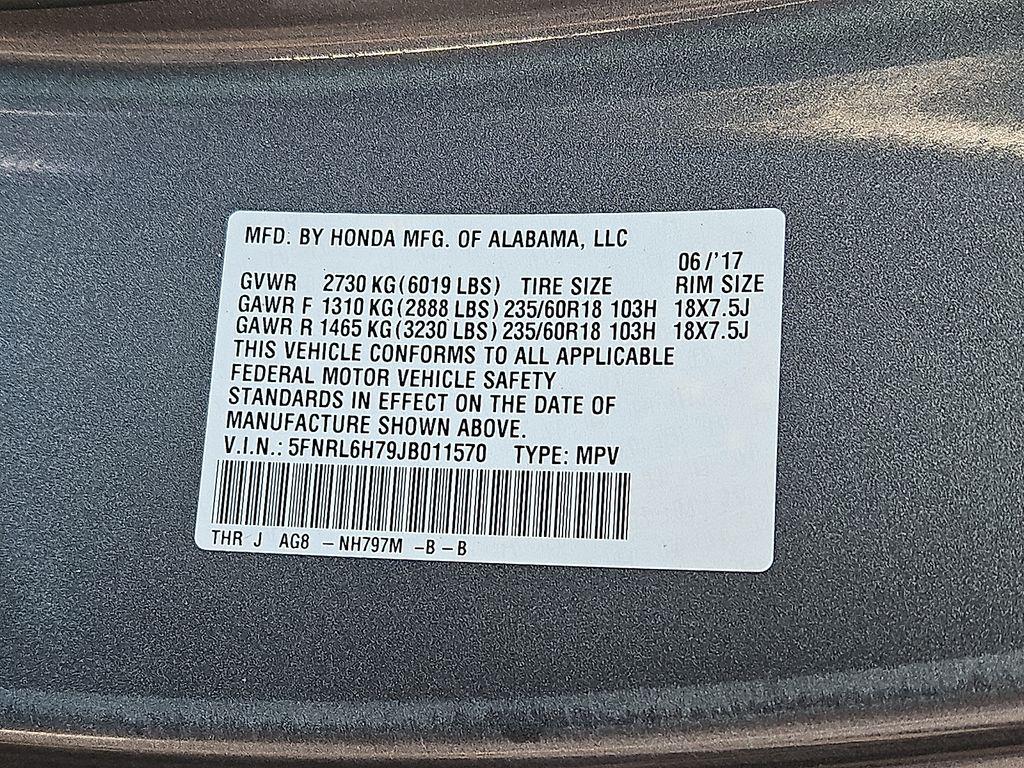 MFD. BY HONDA MFG. OF ALABAMA, LLC
06/'17
GVWR 2730 KG(6019 LBS) TIRE SIZE RIM SIZE
GAWR F 1310 KG(2888 LBS) 235/60R18 103H 18X7.5J
GAWR R 1465 KG(3230 LBS) 235/60R18 103H 18X7.5J
THIS VEHICLE CONFORMS TO ALL APPLICABLE
FEDERAL MOTOR VEHICLE SAFETY
STANDARDS IN EFFECT ON THE DATE OF
MANUFACTURE SHOWN ABOVE.
V.I.N.: 5FNRL6H79JB011570 TYPE: MPV
THR J AG8 -NH797M -B-B